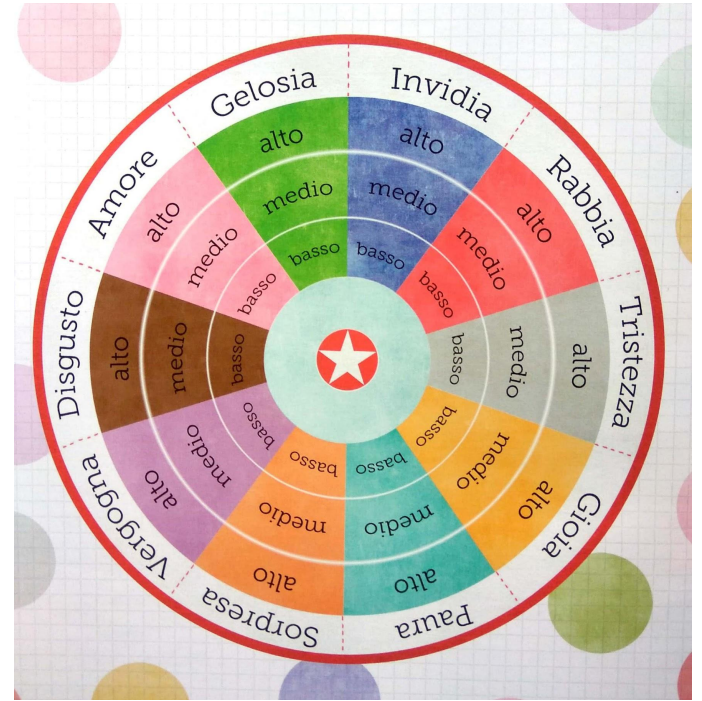 Gelosia
alto
medio
basso
Invidia
alto
medio
basso
Rabbia
alto
medio
basso
Tristezza
alto
medio
basso
Gioia
alto
medio
basso
Paura
alto
medio
basso
Sorpresa
alto
medio
basso
Vergogna
alto
medio
basso
Disgusto
alto
medio
basso
Amore
alto
medio
basso